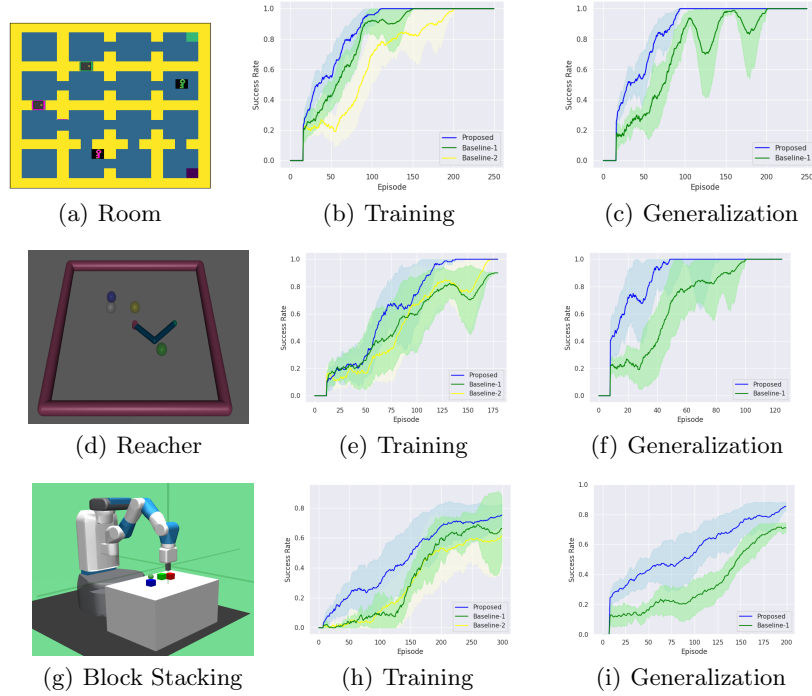 (a) Room
Success Rate
1.0
0.8
0.6
0.4
0.2
0.0
0 50 100 150 200 250
Episode
Proposed
Baseline-1
Baseline-2
(b) Training
Success Rate
1.0
0.8
0.6
0.4
0.2
0.0
0 50 100 150 200 250
Episode
Proposed
Baseline-1
(c) Generalization
(d) Reacher
Success Rate
1.0
0.8
0.6
0.4
0.2
0.0
0 25 50 75 100 125 150 175
Episode
Proposed
Baseline-1
Baseline-2
(e) Training
Success Rate
1.0
0.8
0.6
0.4
0.2
0.0
0 20 40 60 80 100 120
Episode
Proposed
Baseline-1
(f) Generalization
(g) Block Stacking
Success Rate
0.8
0.6
0.4
0.2
0.0
0 50 100 150 200 250 300
Episode
Proposed
Baseline-1
Baseline-2
(h) Training
Success Rate
1.0
0.8
0.6
0.4
0.2
0.0
0 25 50 75 100 125 150 175 200
Episode
Proposed
Baseline-1
(i) Generalization